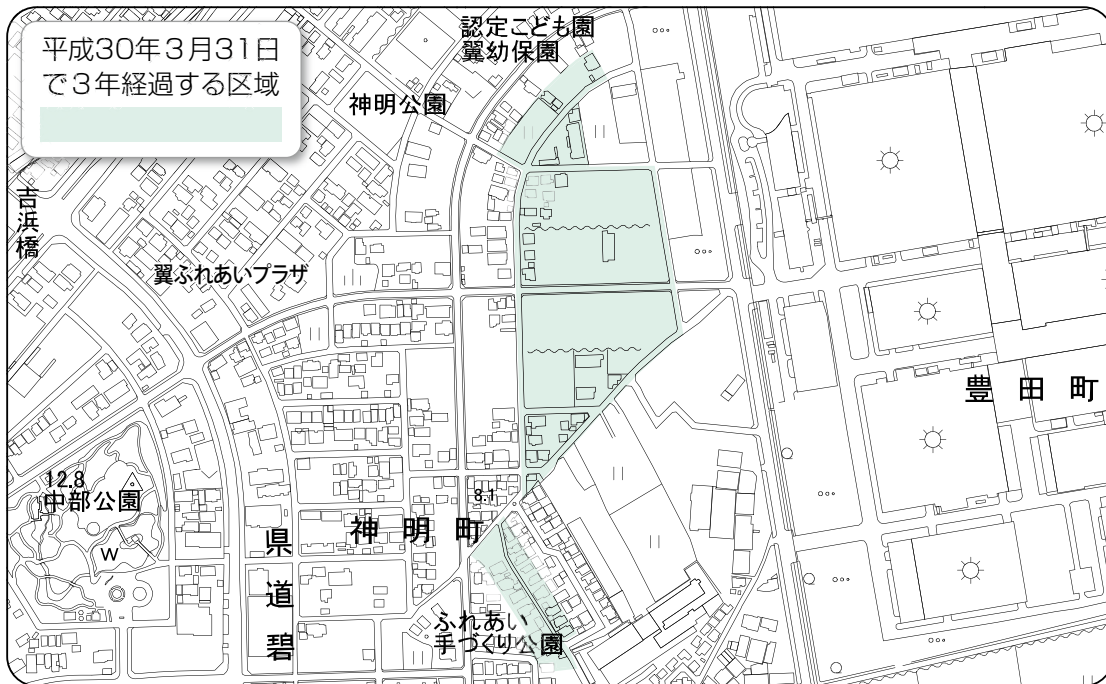 平成30年3月31日
で3年経過する区域
認定こども園
翼幼保園
神明公園
吉浜橋
翼ふれあいプラザ
豊田町
12.8
中部公園
W
8.1
神明町
県道碧
ふれあい
手づくり公園